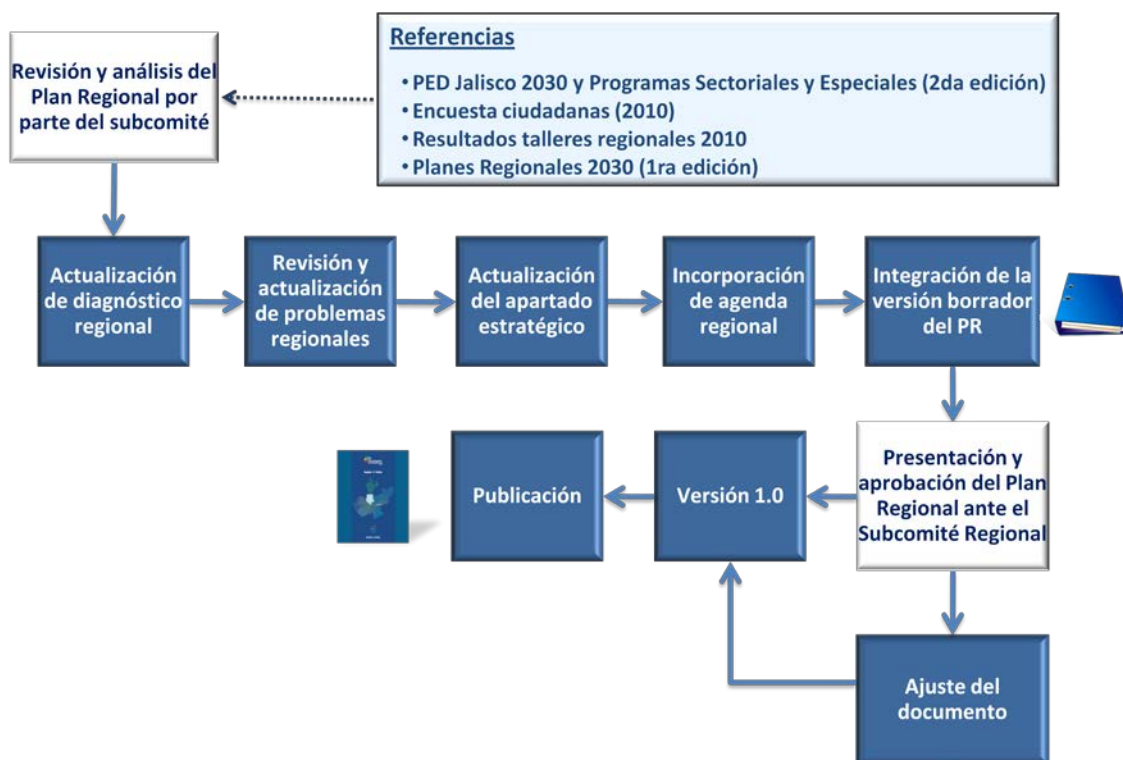 Revisión y análisis del
Plan Regional por
parte del subcomité
Referencias
• PED Jalisco 2030 y Programas Sectoriales y Especiales (2da edición)
• Encuesta ciudadanas (2010)
• Resultados talleres regionales 2010
• Planes Regionales 2030 (1ra edición)
Actualización
de diagnóstico
regional
Revisión y
actualización
de problemas
regionales
Actualización
del apartado
estratégico
Incorporación
de agenda
regional
Integración de la
versión borrador
del PR
Presentación y
aprobación del Plan
Regional ante el
Subcomité Regional
Versión 1.0
Publicación
Ajuste del
documento